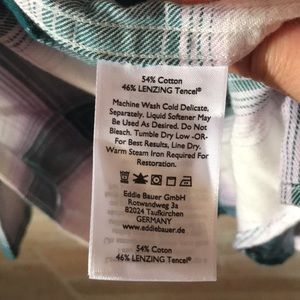 54% Cotton
46% LENZING Tencel®
Machine Wash Cold Delicate,
Separately. Liquid Softener May
Be Used As Desired. Do Not
Bleach. Tumble Dry Low -OR-
For Best Results, Line Dry.
Warm Steam Iron Required For
Restoration.
Eddie Bauer GmbH
Rotwandweg 3a
82024 Taufkirchen
GERMANY
www.eddiebauer.de
54% Cotton
46% LENZING Tencel®